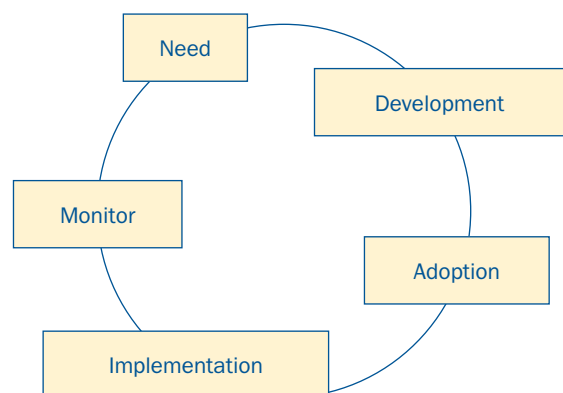 Need
Development
Adoption
Implementation
Monitor